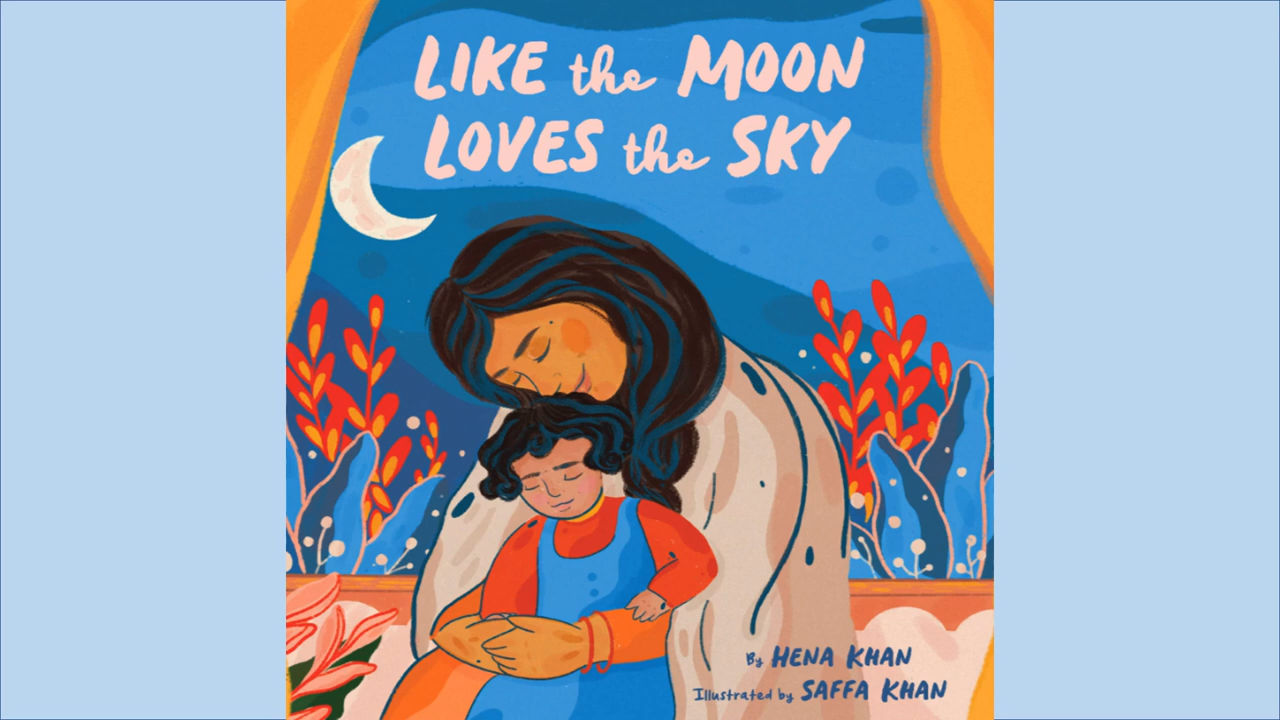 LIKE the MOON
LOVES the SKY
By HENA KHAN
Illustrated by SAFFA KHAN